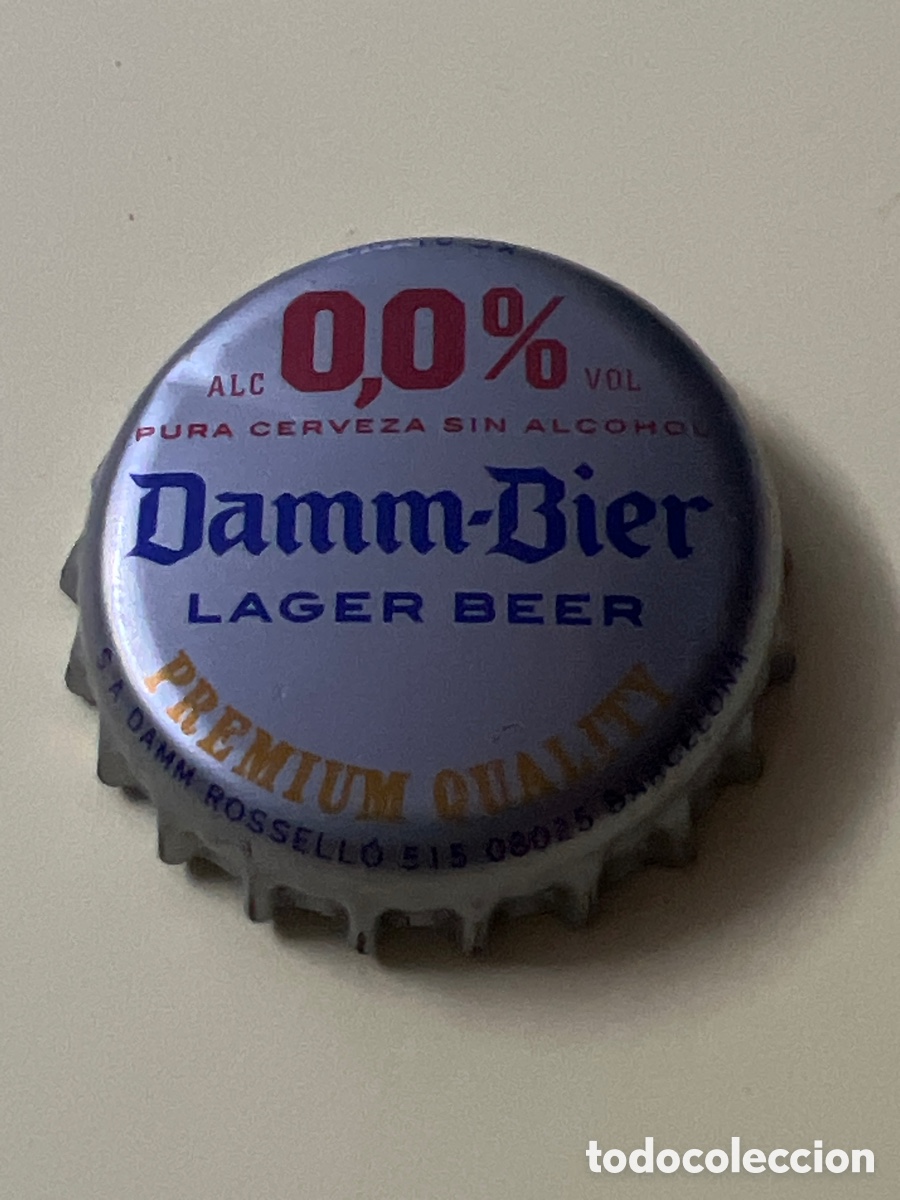 ALC 0,0% VOL
PURA CERVEZA SIN ALCOHOL
Damm-Bier
LAGER BEER
PREMIUM QUALITY
S A DAMM ROSSELLÓ 515 08025 BARCELONA
todocoleccion